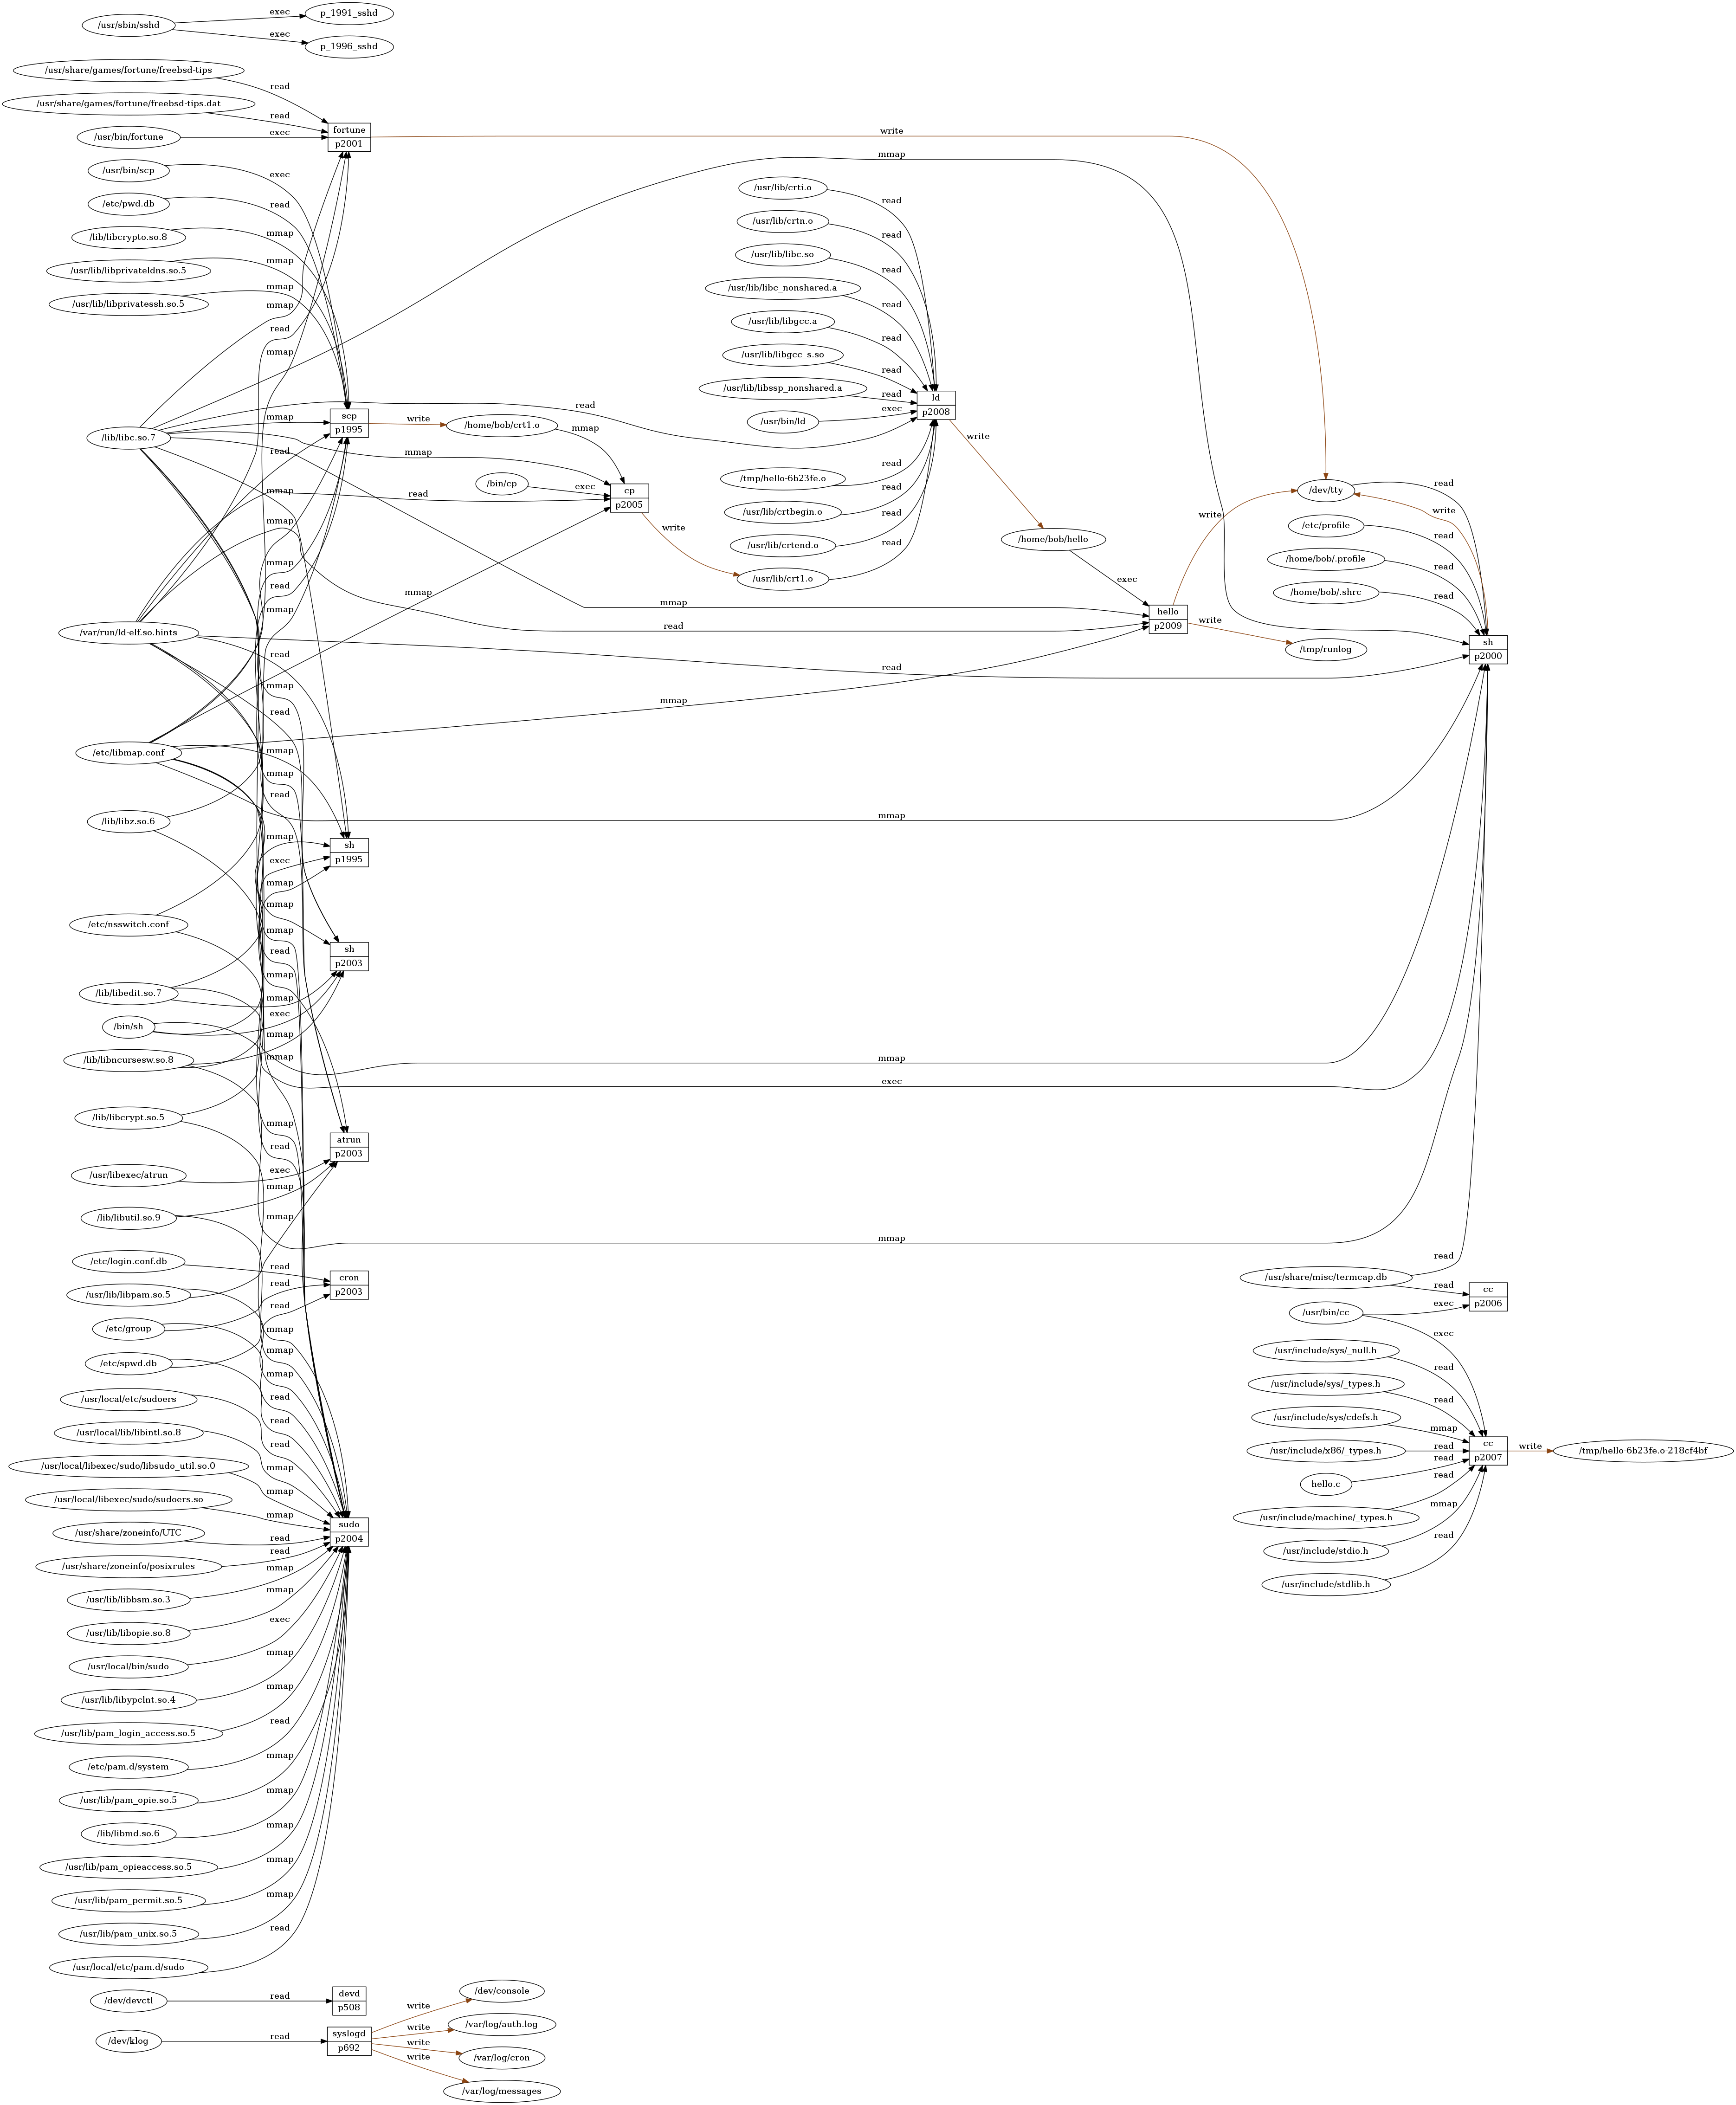 /usr/sbin/sshd
exec
p_1991_sshd
exec
p_1996_sshd
/usr/share/games/fortune/freebsd-tips
read
/usr/share/games/fortune/freebsd-tips.dat
read
/usr/bin/fortune
exec
fortune
p2001
write
/usr/bin/scp
exec
mmap
/etc/pwd.db
read
/lib/libcrypto.so.8
mmap
/usr/lib/libprivateldns.so.5
mmap
/usr/lib/libprivatessh.so.5
mmap
mmap
read
mmap
/usr/lib/crti.o
read
/usr/lib/crtn.o
read
/usr/lib/libc.so
read
/usr/lib/libc_nonshared.a
read
/usr/lib/libgcc.a
read
/usr/lib/libgcc_s.so
read
/usr/lib/libssp_nonshared.a
read
/usr/bin/ld
exec
ld
p2008
write
/lib/libc.so.7
mmap
read
scp
p1995
write
/home/bob/crt1.o
mmap
read
mmap
/bin/cp
exec
cp
p2005
write
mmap
read
/tmp/hello-6b23fe.o
read
/usr/lib/crtbegin.o
read
/usr/lib/crtend.o
read
/usr/lib/crt1.o
read
mmap
mmap
read
mmap
mmap
/home/bob/hello
exec
hello
p2009
write
write
/tmp/runlog
/dev/tty
read
write
/etc/profile
read
/home/bob/.profile
read
/home/bob/.shrc
read
sh
p2000
/var/run/ld-elf.so.hints
mmap
read
read
read
mmap
read
mmap
/etc/libmap.conf
mmap
mmap
read
mmap
/lib/libz.so.6
mmap
exec
mmap
sh
p1995
mmap
/etc/nsswitch.conf
mmap
read
sh
p2003
mmap
/lib/libedit.so.7
mmap
/bin/sh
exec
mmap
/lib/libncursesw.so.8
mmap
mmap
exec
/lib/libcrypt.so.5
mmap
read
atrun
p2003
/usr/libexec/atrun
exec
mmap
/lib/libutil.so.9
mmap
mmap
/etc/login.conf.db
read
cron
p2003
/usr/lib/libpam.so.5
read
read
/etc/group
mmap
mmap
/etc/spwd.db
mmap
read
/usr/local/etc/sudoers
read
/usr/local/lib/libintl.so.8
read
/usr/local/libexec/sudo/libsudo_util.so.0
mmap
/usr/local/libexec/sudo/sudoers.so
mmap
mmap
/usr/share/zoneinfo/UTC
read
sudo
p2004
/usr/share/zoneinfo/posixrules
read
/usr/lib/libbsm.so.3
mmap
/usr/lib/libopie.so.8
mmap
/usr/local/bin/sudo
exec
/usr/lib/libypclnt.so.4
mmap
/usr/lib/pam_login_access.so.5
mmap
/etc/pam.d/system
read
/usr/lib/pam_opie.so.5
mmap
/lib/libmd.so.6
mmap
/usr/lib/pam_opieaccess.so.5
mmap
/usr/lib/pam_permit.so.5
mmap
/usr/lib/pam_unix.so.5
mmap
/usr/local/etc/pam.d/sudo
read
/usr/share/misc/termcap.db
read
read
cc
p2006
/usr/bin/cc
exec
exec
/usr/include/sys/_null.h
read
/usr/include/sys/_types.h
read
/usr/include/sys/cdefs.h
mmap
/usr/include/x86/_types.h
read
cc
p2007
write
/tmp/hello-6b23fe.o-218cf4bf
hello.c
read
/usr/include/machine/_types.h
read
/usr/include/stdio.h
mmap
/usr/include/stdlib.h
read
/dev/devctl
read
devd
p508
/dev/klog
read
syslogd
p692
write
/dev/console
write
/var/log/auth.log
write
/var/log/cron
write
/var/log/messages